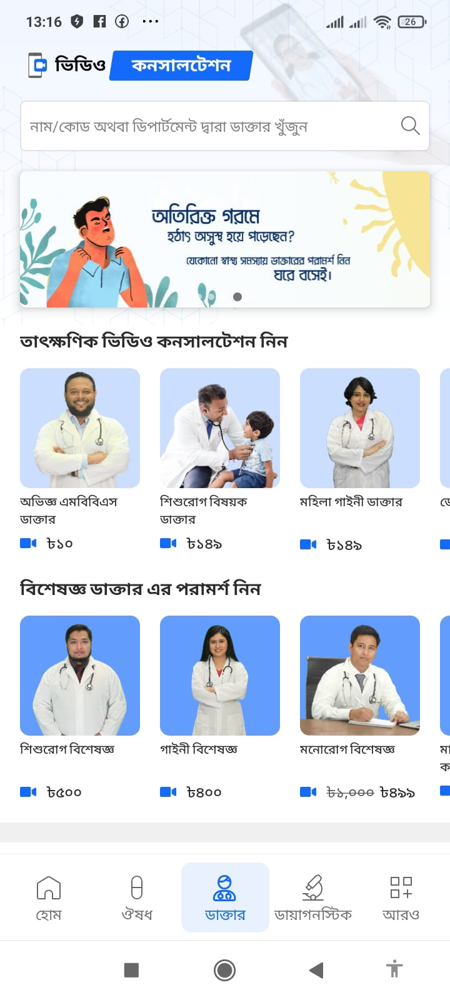 13:16
26
ভিডিও কনসালটেশন
নাম/কোড অথবা ডিপার্টমেন্ট দ্বারা ডাক্তার খুঁজুন
অতিরিক্ত গরমে
হঠাৎ অসুস্থ হয়ে পড়েছেন?
যেকোনো স্বাস্থ্য সমস্যায় ডাক্তারের পরামর্শ নিন
ঘরে বসেই।
তাৎক্ষণিক ভিডিও কনসালটেশন নিন
অভিজ্ঞ এমবিবিএস
ডাক্তার
৳১০
শিশুরোগ বিষয়ক
ডাক্তার
৳১৪৯
মহিলা গাইনী ডাক্তার
৳১৪৯
বিশেষজ্ঞ ডাক্তার এর পরামর্শ নিন
শিশুরোগ বিশেষজ্ঞ
৳৫০০
গাইনী বিশেষজ্ঞ
৳৪০০
মনোরোগ বিশেষজ্ঞ
৳১,০০০ ৳৪৯৯
হোম
ঔষধ
ডাক্তার
ডায়াগনস্টিক
আরও